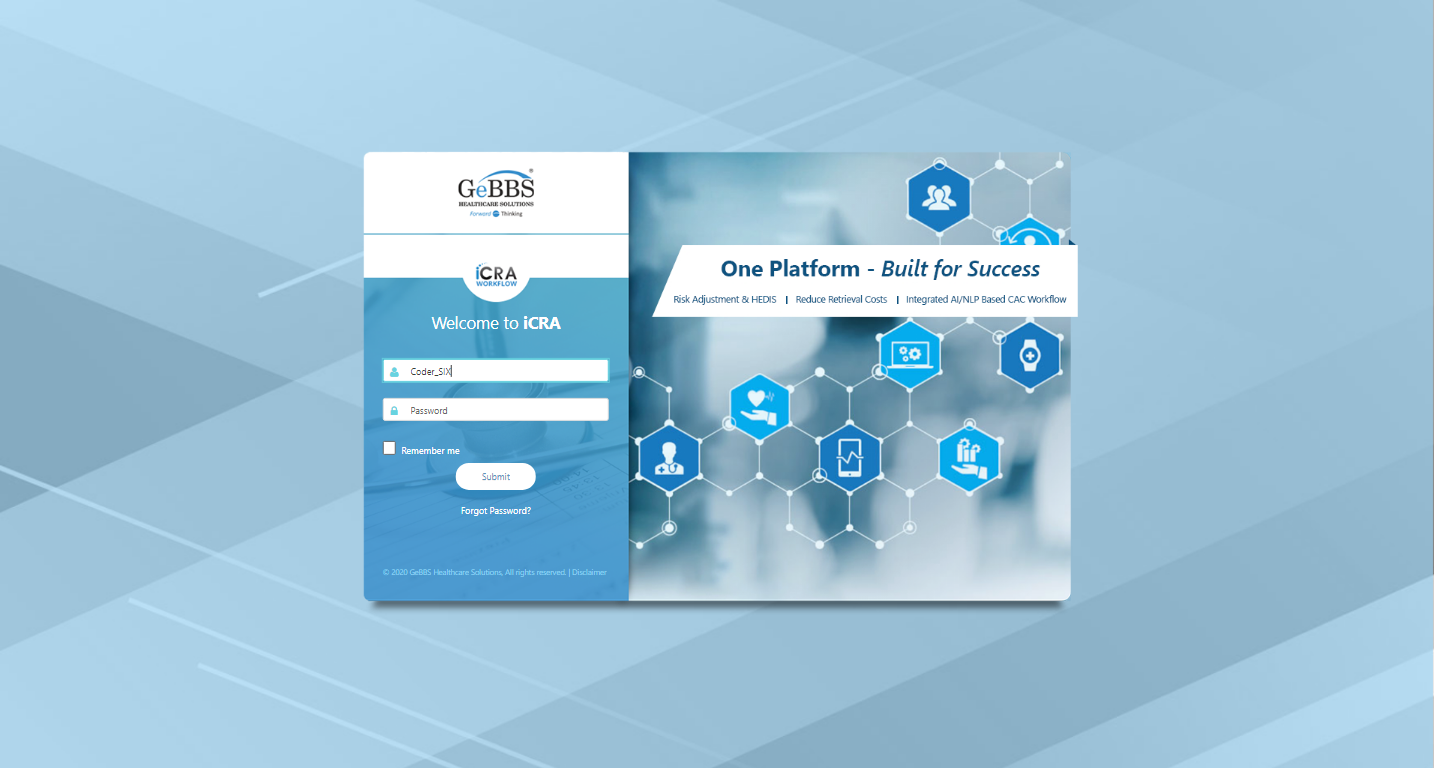 GeBBS®
HEALTHCARE SOLUTIONS
Forward Thinking
iCRA
WORKFLOW
Welcome to iCRA
Coder_SIX
Password
Remember me
Submit
Forgot Password?
© 2020 GeBBS Healthcare Solutions, All rights reserved. | Disclaimer
One Platform - Built for Success
Risk Adjustment & HEDIS | Reduce Retrieval Costs | Integrated AI/NLP Based CAC Workflow